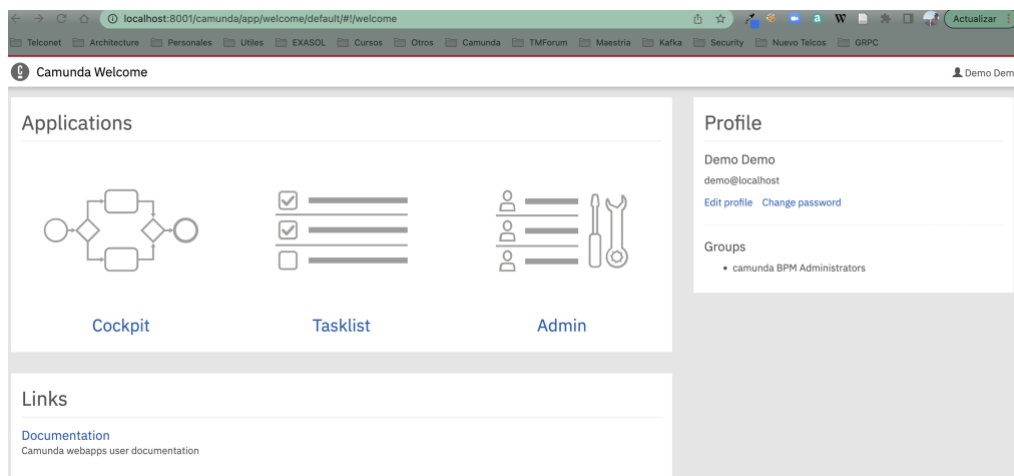 localhost:8001/camunda/app/welcome/default/#!/welcome
Actualizar
Telconet Architecture Personales Utiles EXASOL Cursos Otros Camunda TMForum Maestria Kafka Security Nuevo Telcos GRPC
Camunda Welcome
Demo Dem
Applications
Cockpit Tasklist Admin
Profile
Demo Demo
demo@localhost
Edit profile Change password
Groups
• camunda BPM Administrators
Links
Documentation
Camunda webapps user documentation